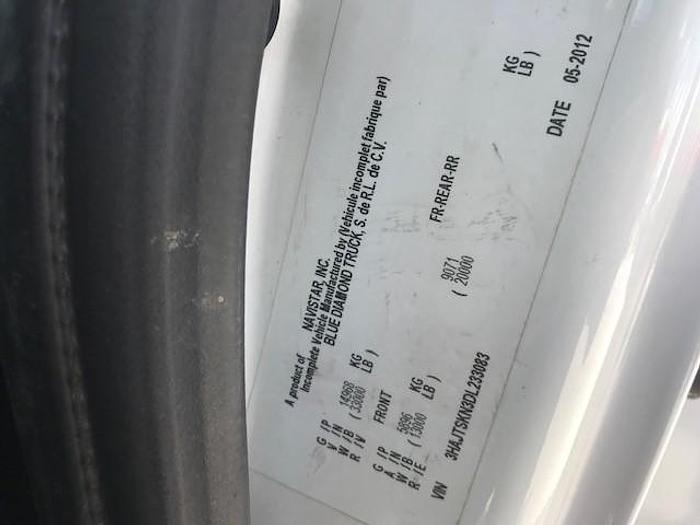 A product of NAVISTAR, INC.
Incomplete Vehicle Manufactured by (Vehicule incomplet fabrique par)
BLUE DIAMOND TRUCK, S. de R.L. de C.V.
G /P
V /N 14968 KG
W /B ( 33000 LB )
R /V
FRONT FR-REAR-RR
G /P
A /N 5896 KG 9071 KG
W /B ( 13000 LB ) ( 20000 LB )
R /E
VIN 3HAJTSKN3DL233083 DATE 05-2012